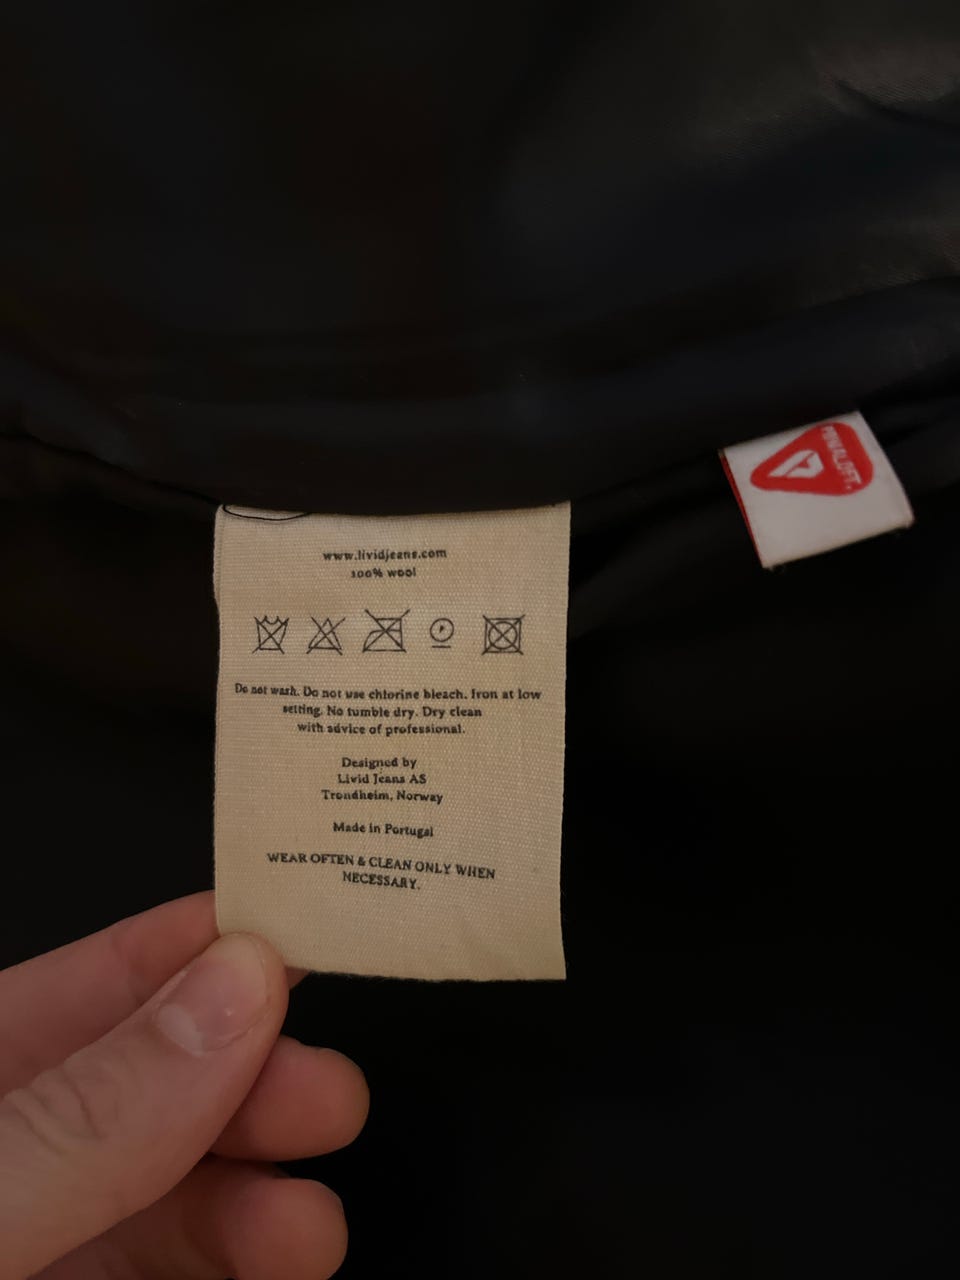 www.lividjeans.com
100% wool
P
Do not wash. Do not use chlorine bleach. Iron at low
setting. No tumble dry. Dry clean
with advice of professional.
Designed by
Livid Jeans AS
Trondheim, Norway
Made in Portugal
WEAR OFTEN & CLEAN ONLY WHEN
NECESSARY.
PRIMALOFT